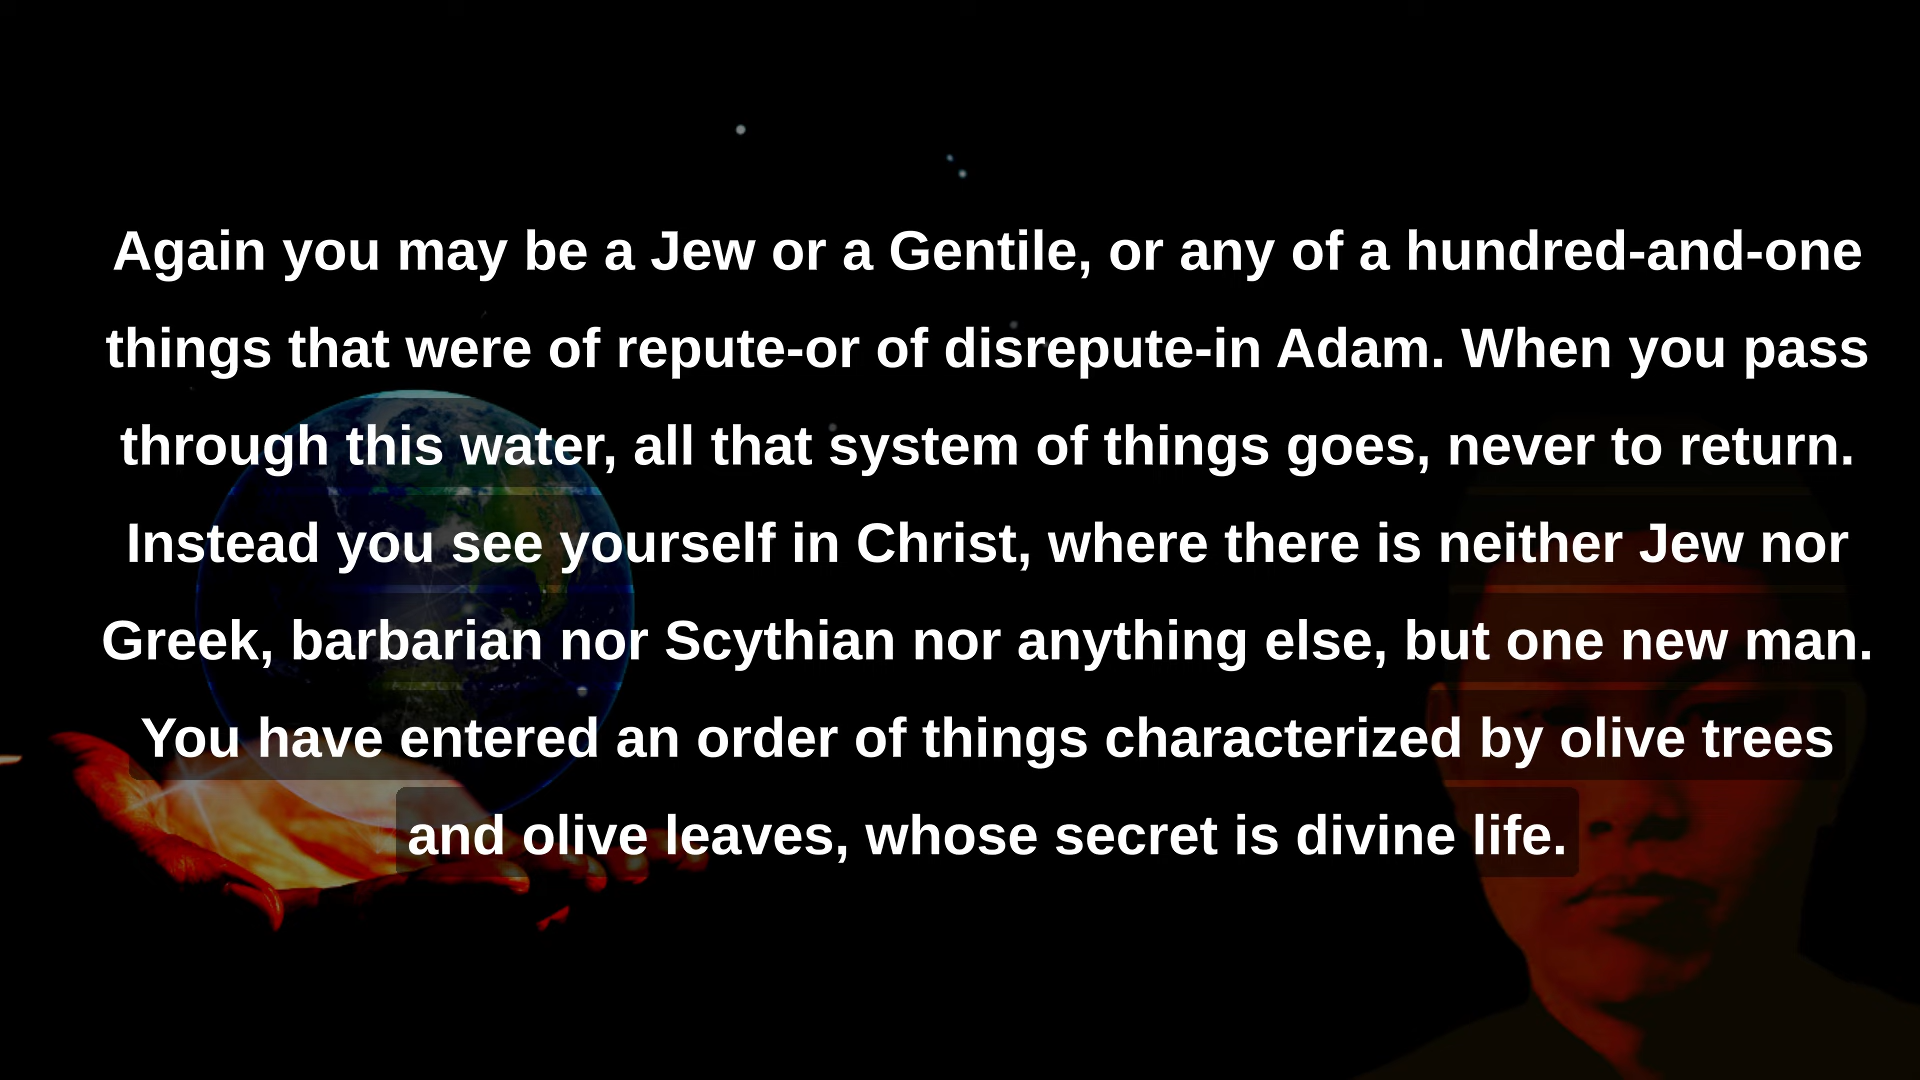 Again you may be a Jew or a Gentile, or any of a hundred-and-one
things that were of repute-or of disrepute-in Adam. When you pass
through this water, all that system of things goes, never to return.
Instead you see yourself in Christ, where there is neither Jew nor
Greek, barbarian nor Scythian nor anything else, but one new man.
You have entered an order of things characterized by olive trees
and olive leaves, whose secret is divine life.